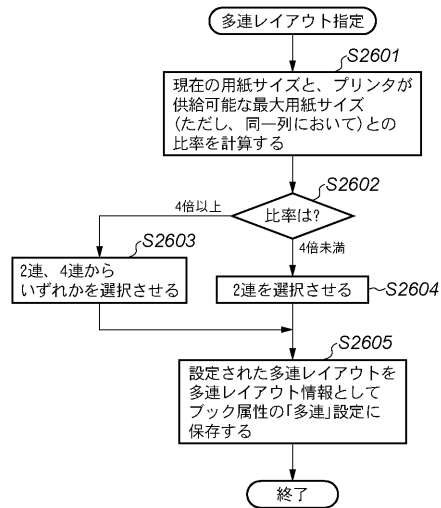 多連レイアウト指定
S2601
現在の用紙サイズと、プリンタが
供給可能な最大用紙サイズ
(ただし、同一列において)との
比率を計算する
S2602
比率は?
4倍以上
4倍未満
S2603
2連、4連から
いずれかを選択させる
2連を選択させる
S2604
S2605
設定された多連レイアウトを
多連レイアウト情報として
ブック属性の「多連」設定に
保存する
終了